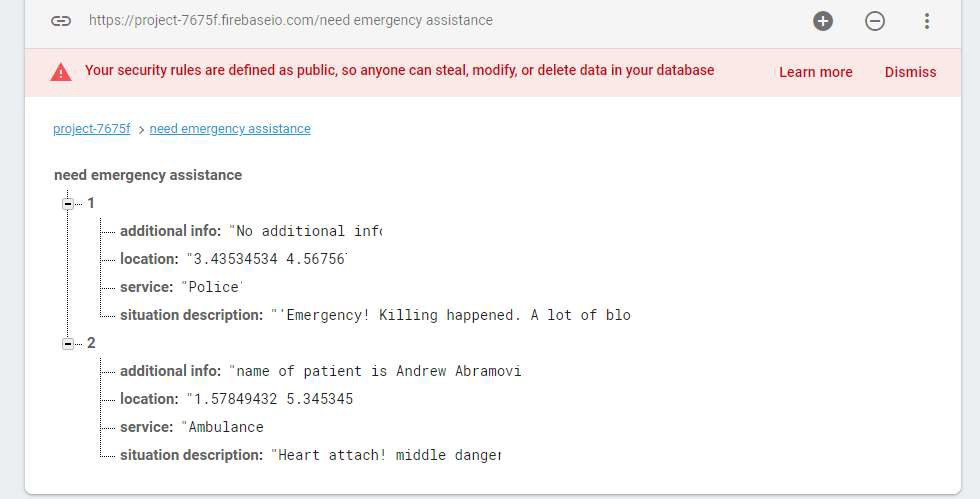 https://project-7675f.firebaseio.com/need emergency assistance
Your security rules are defined as public, so anyone can steal, modify, or delete data in your database Learn more Dismiss
project-7675f > need emergency assistance
need emergency assistance
1
additional info: "No additional info
location: "3.43534534 4.56756"
service: "Police"
situation description: "'Emergency! Killing happened. A lot of blo
2
additional info: "name of patient is Andrew Abramovi
location: "1.57849432 5.345345
service: "Ambulance
situation description: "Heart attach! middle danger